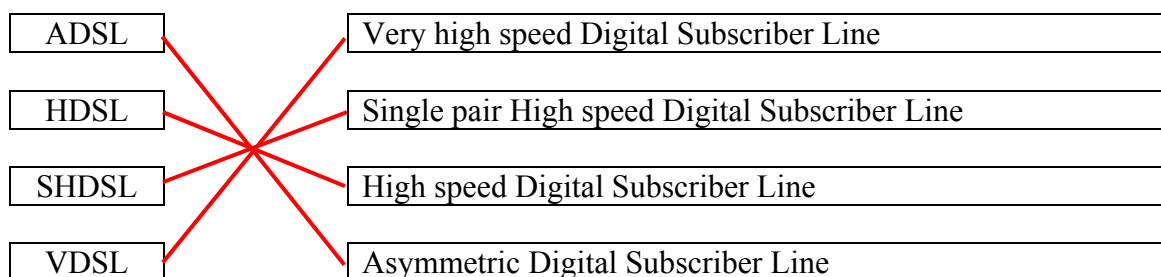 ADSL Very high speed Digital Subscriber Line
HDSL Single pair High speed Digital Subscriber Line
SHDSL High speed Digital Subscriber Line
VDSL Asymmetric Digital Subscriber Line